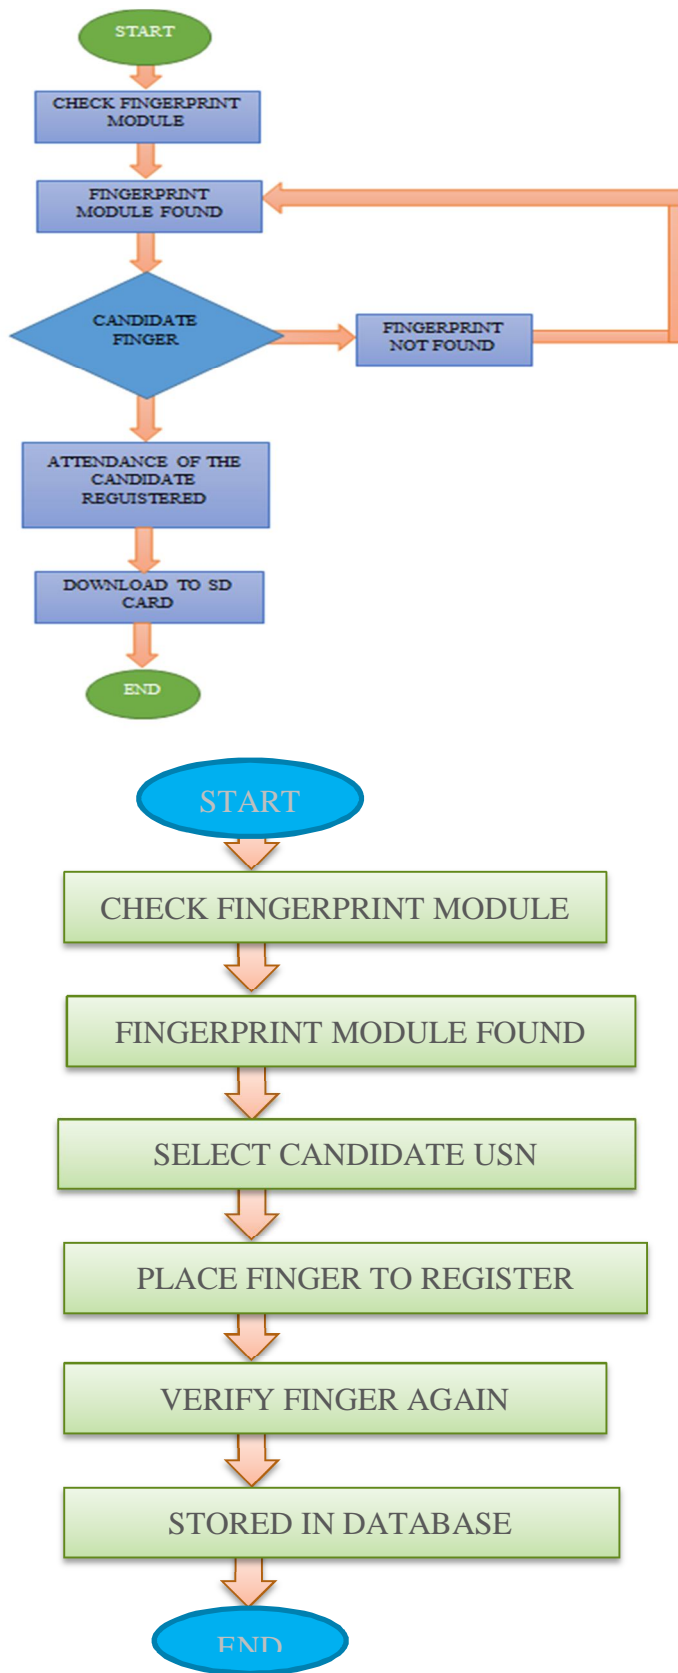 START
CHECK FINGERPRINT
MODULE
FINGERPRINT
MODULE FOUND
CANDIDATE
FINGER
FINGERPRINT
NOT FOUND
ATTENDANCE OF THE
CANDIDATE
REGUISTERED
DOWNLOAD TO SD
CARD
END
START
CHECK FINGERPRINT MODULE
FINGERPRINT MODULE FOUND
SELECT CANDIDATE USN
PLACE FINGER TO REGISTER
VERIFY FINGER AGAIN
STORED IN DATABASE
END